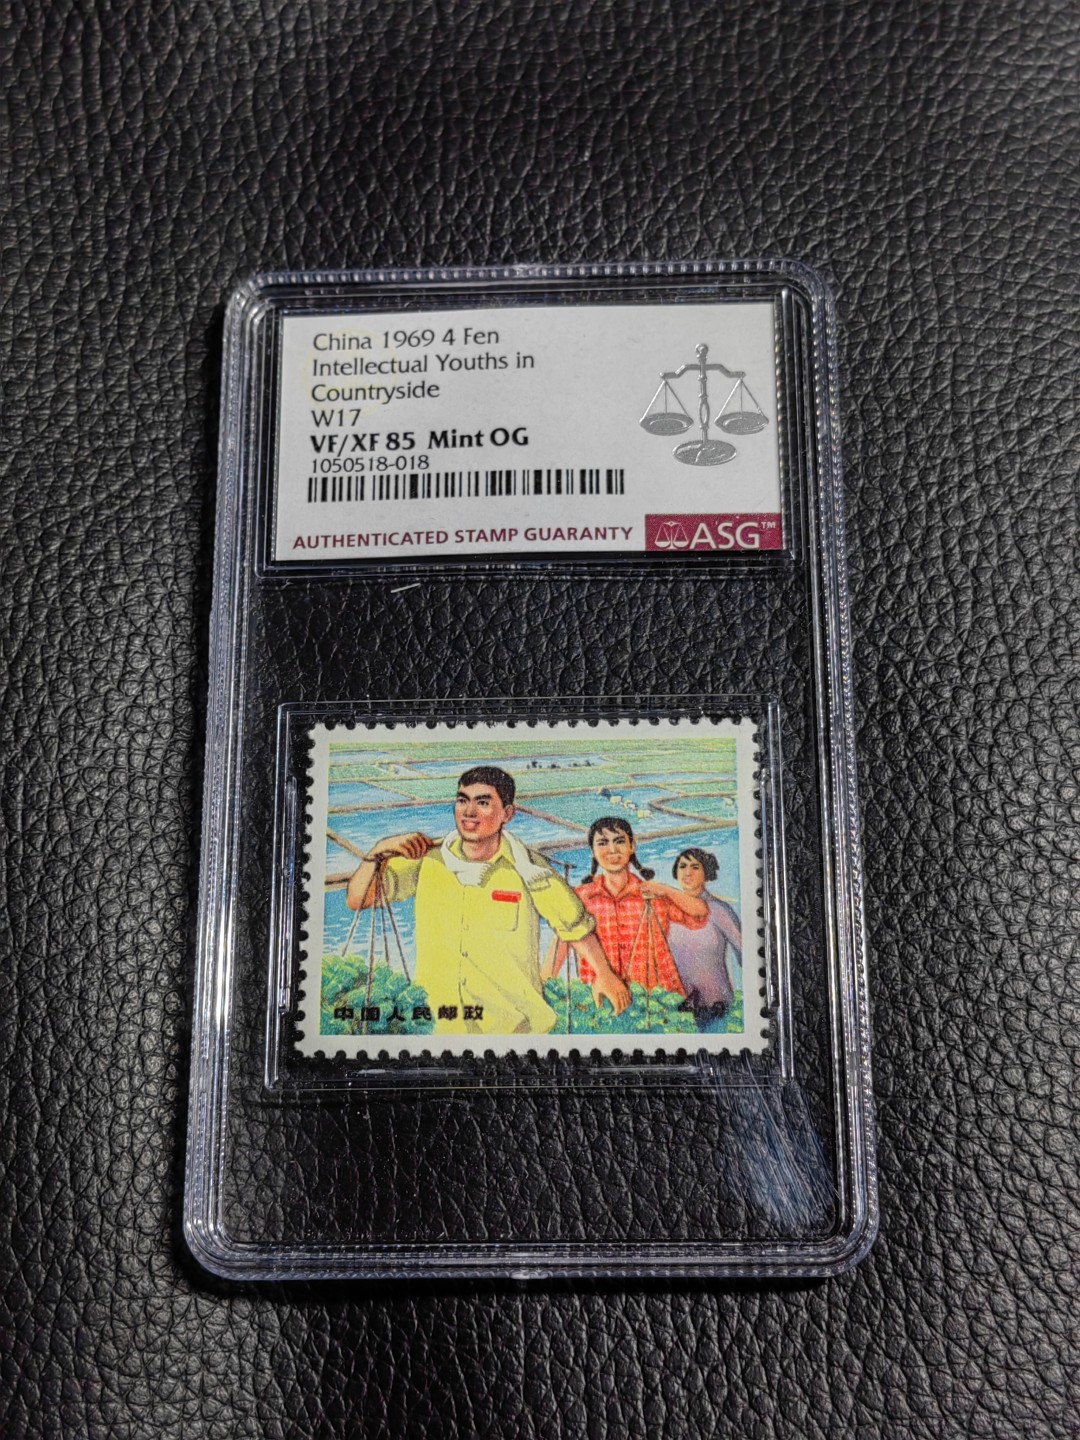 China 1969 4 Fen
Intellectual Youths in
Countryside
W17
VF/XF 85 Mint OG
1050518-018
AUTHENTICATED STAMP GUARANTY
ASG™
中国人民邮政